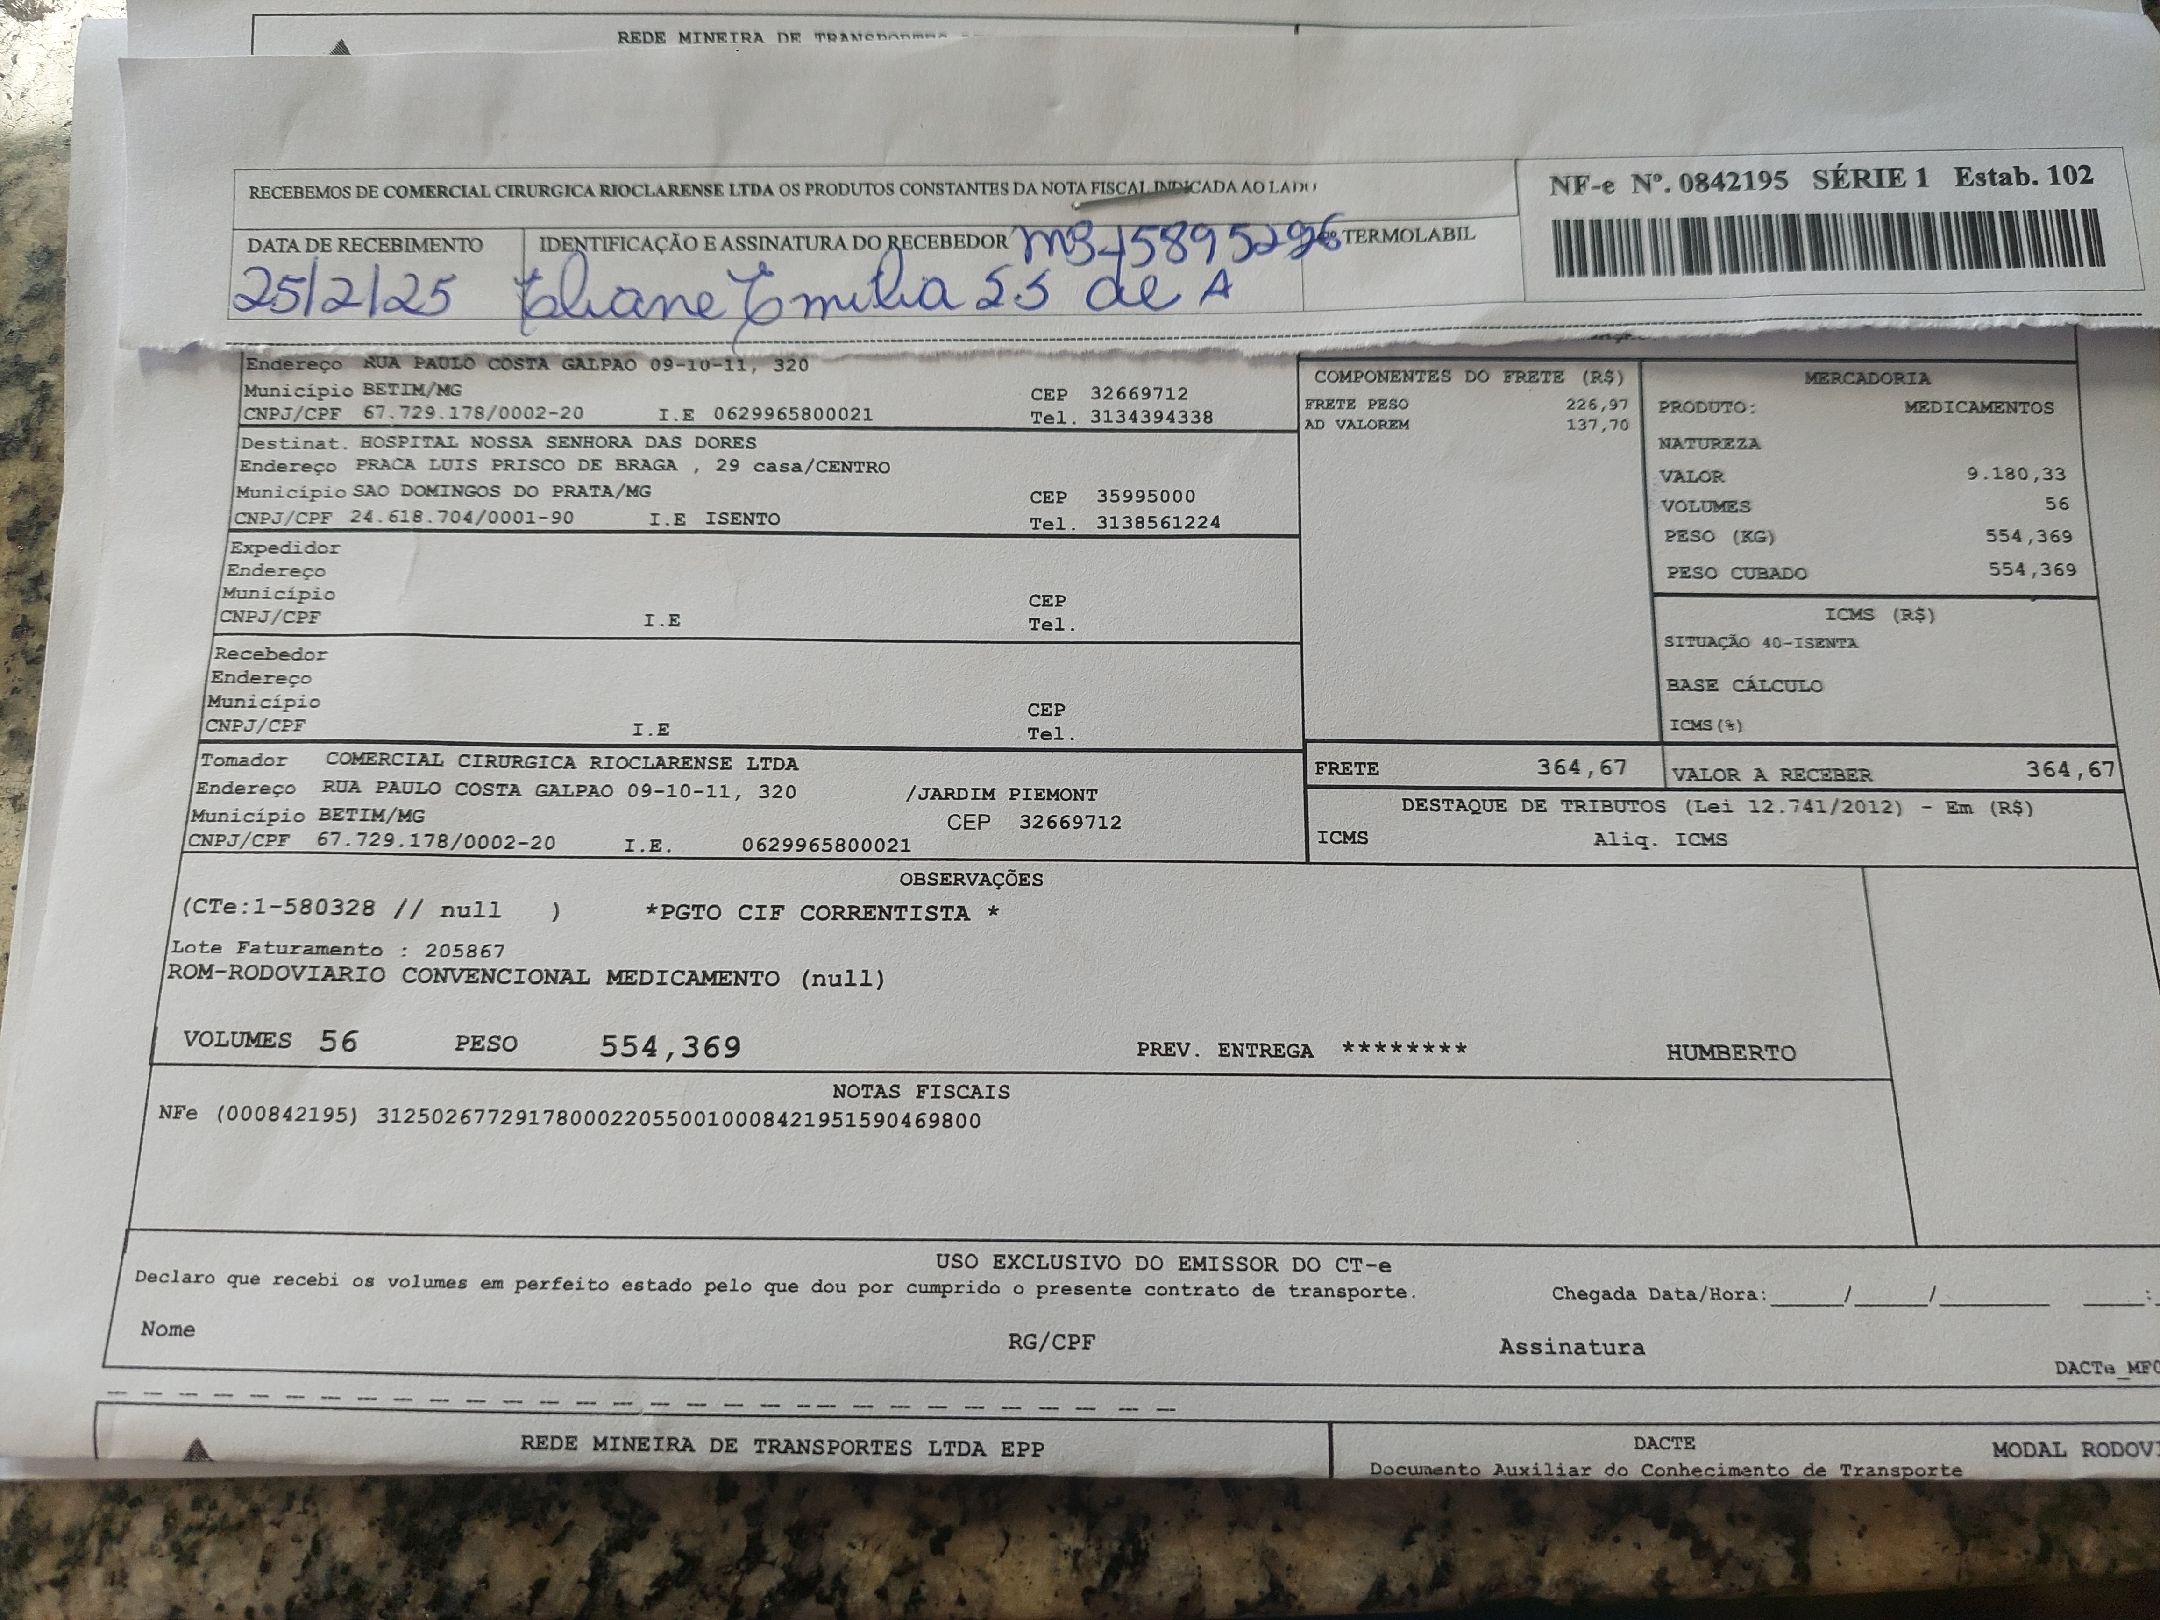 REDE MINEIRA DE TRANSPORTES
RECEBEMOS DE COMERCIAL CIRURGICA RIOCLARENSE LTDA OS PRODUTOS CONSTANTES DA NOTA FISCAL INDICADA AO LADO
NF-e Nº. 0842195 SÉRIE 1 Estab. 102
DATA DE RECEBIMENTO
IDENTIFICAÇÃO E ASSINATURA DO RECEBEDOR
TERMOLABIL
25/2/25
Eliane Emilia de A
Endereço RUA PAULO COSTA GALPAO 09-10-11, 320
Município BETIM/MG CEP 32669712
CNPJ/CPF 67.729.178/0002-20 I.E 0629965800021 Tel. 3134394338
Destinat. HOSPITAL NOSSA SENHORA DAS DORES
Endereço PRACA LUIS PRISCO DE BRAGA , 29 casa/CENTRO
Município SAO DOMINGOS DO PRATA/MG CEP 35995000
CNPJ/CPF 24.618.704/0001-90 I.E ISENTO Tel. 3138561224
Expedidor
Endereço
Município CEP
CNPJ/CPF I.E Tel.
Recebedor
Endereço
Município CEP
CNPJ/CPF I.E Tel.
Tomador COMERCIAL CIRURGICA RIOCLARENSE LTDA
Endereço RUA PAULO COSTA GALPAO 09-10-11, 320 /JARDIM PIEMONT
Município BETIM/MG CEP 32669712
CNPJ/CPF 67.729.178/0002-20 I.E. 0629965800021
COMPONENTES DO FRETE (R$)
FRETE PESO 226,97
AD VALOREM 137,70
MERCADORIA
PRODUTO: MEDICAMENTOS
NATUREZA
VALOR 9.180,33
VOLUMES 56
PESO (KG) 554,369
PESO CUBADO 554,369
ICMS (R$)
SITUAÇÃO 40-ISENTA
BASE CÁLCULO
ICMS(%)
FRETE 364,67
VALOR A RECEBER 364,67
DESTAQUE DE TRIBUTOS (Lei 12.741/2012) - Em (R$)
ICMS Aliq. ICMS
OBSERVAÇÕES
(CTe:1-580328 // null ) *PGTO CIF CORRENTISTA *
Lote Faturamento : 205867
ROM-RODOVIARIO CONVENCIONAL MEDICAMENTO (null)
VOLUMES 56 PESO 554,369 PREV. ENTREGA ******** HUMBERTO
NOTAS FISCAIS
NFe (000842195) 31250267729178000220550010008421951590469800
USO EXCLUSIVO DO EMISSOR DO CT-e
Declaro que recebi os volumes em perfeito estado pelo que dou por cumprido o presente contrato de transporte. Chegada Data/Hora:_____/_____/________ ____:
Nome RG/CPF Assinatura
DACTe_MF
REDE MINEIRA DE TRANSPORTES LTDA EPP
DACTE
MODAL RODOVI
Documento Auxiliar do Conhecimento de Transporte